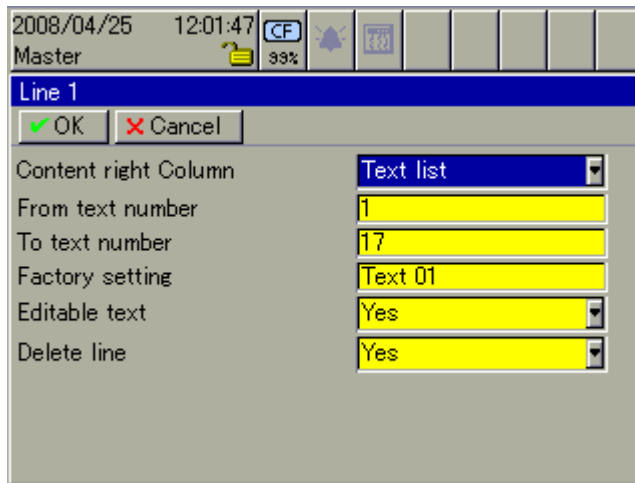 2008/04/25 12:01:47 CF
Master 99%
Line 1
OK Cancel
Content right Column Text list
From text number 1
To text number 17
Factory setting Text 01
Editable text Yes
Delete line Yes